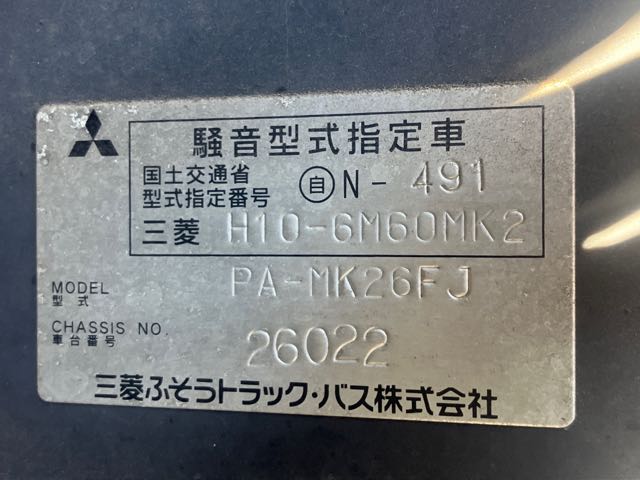 騒音型式指定車
国土交通省
型式指定番号 自 N- 491
三菱 H10-6M60MK2
MODEL
型式
PA-MK26FJ
CHASSIS NO.
車台番号
26022
三菱ふそうトラック・バス株式会社